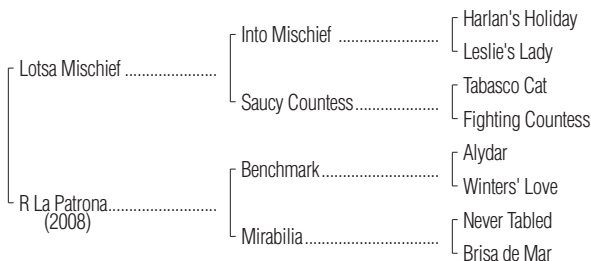 Harlan's Holiday
Into Mischief ........................
Leslie's Lady
Lotsa Mischief ......................
Tabasco Cat
Saucy Countess....................
Fighting Countess
Alydar
Benchmark............................
Winters' Love
R La Patrona..........................
(2008)
Never Tabled
Mirabilia................................
Brisa de Mar